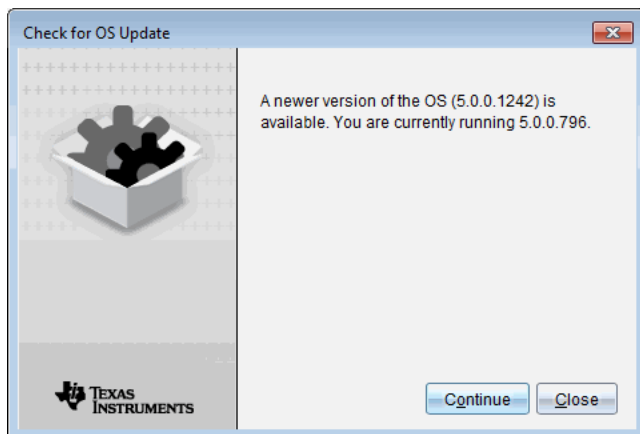 Check for OS Update
A newer version of the OS (5.0.0.1242) is
available. You are currently running 5.0.0.796.
TEXAS
INSTRUMENTS
Continue
Close